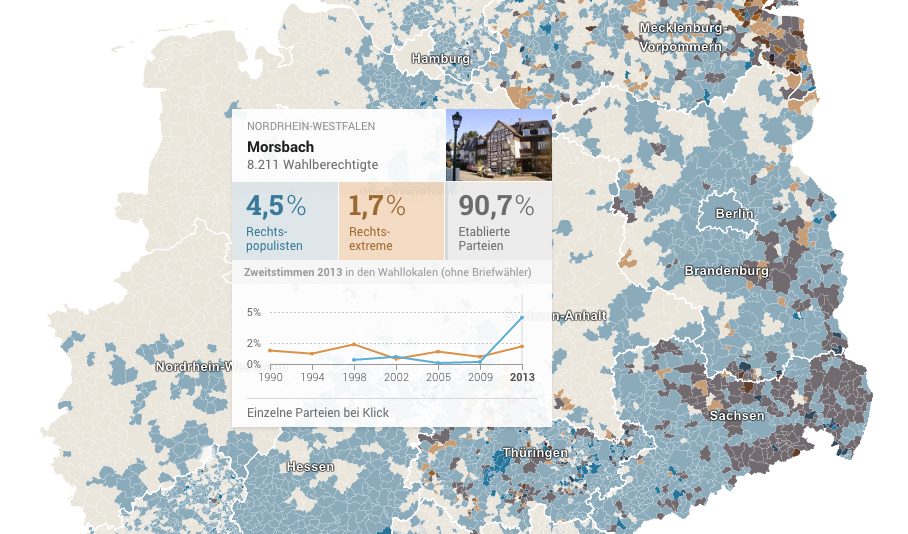 Mecklenburg-
Vorpommern
Hamburg
NORDRHEIN-WESTFALEN
Morsbach
8.211 Wahlberechtigte
4,5%
Rechts-
populisten
1,7%
Rechts-
extreme
90,7%
Etablierte
Parteien
Zweitstimmen 2013 in den Wahllokalen (ohne Briefwähler)
5%
2%
0%
1990 1994 1998 2002 2005 2009 2013
Einzelne Parteien bei Klick
Berlin
Brandenburg
n-Anhalt
Nordrhein-W
Sachsen
Thüringen
Hessen